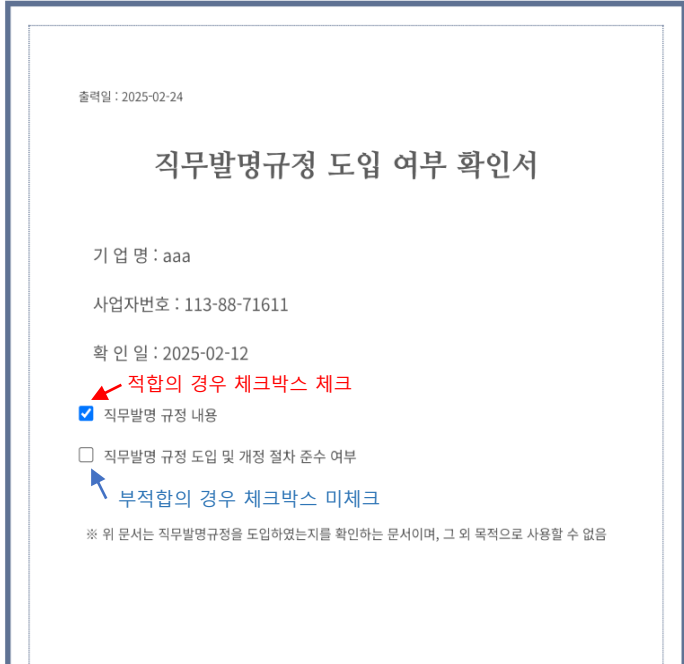 출력일 : 2025-02-24
직무발명규정 도입 여부 확인서
기 업 명 : aaa
사업자번호 : 113-88-71611
확 인 일 : 2025-02-12
적합의 경우 체크박스 체크
직무발명 규정 내용
직무발명 규정 도입 및 개정 절차 준수 여부
부적합의 경우 체크박스 미체크
※ 위 문서는 직무발명규정을 도입하였는지를 확인하는 문서이며, 그 외 목적으로 사용할 수 없음